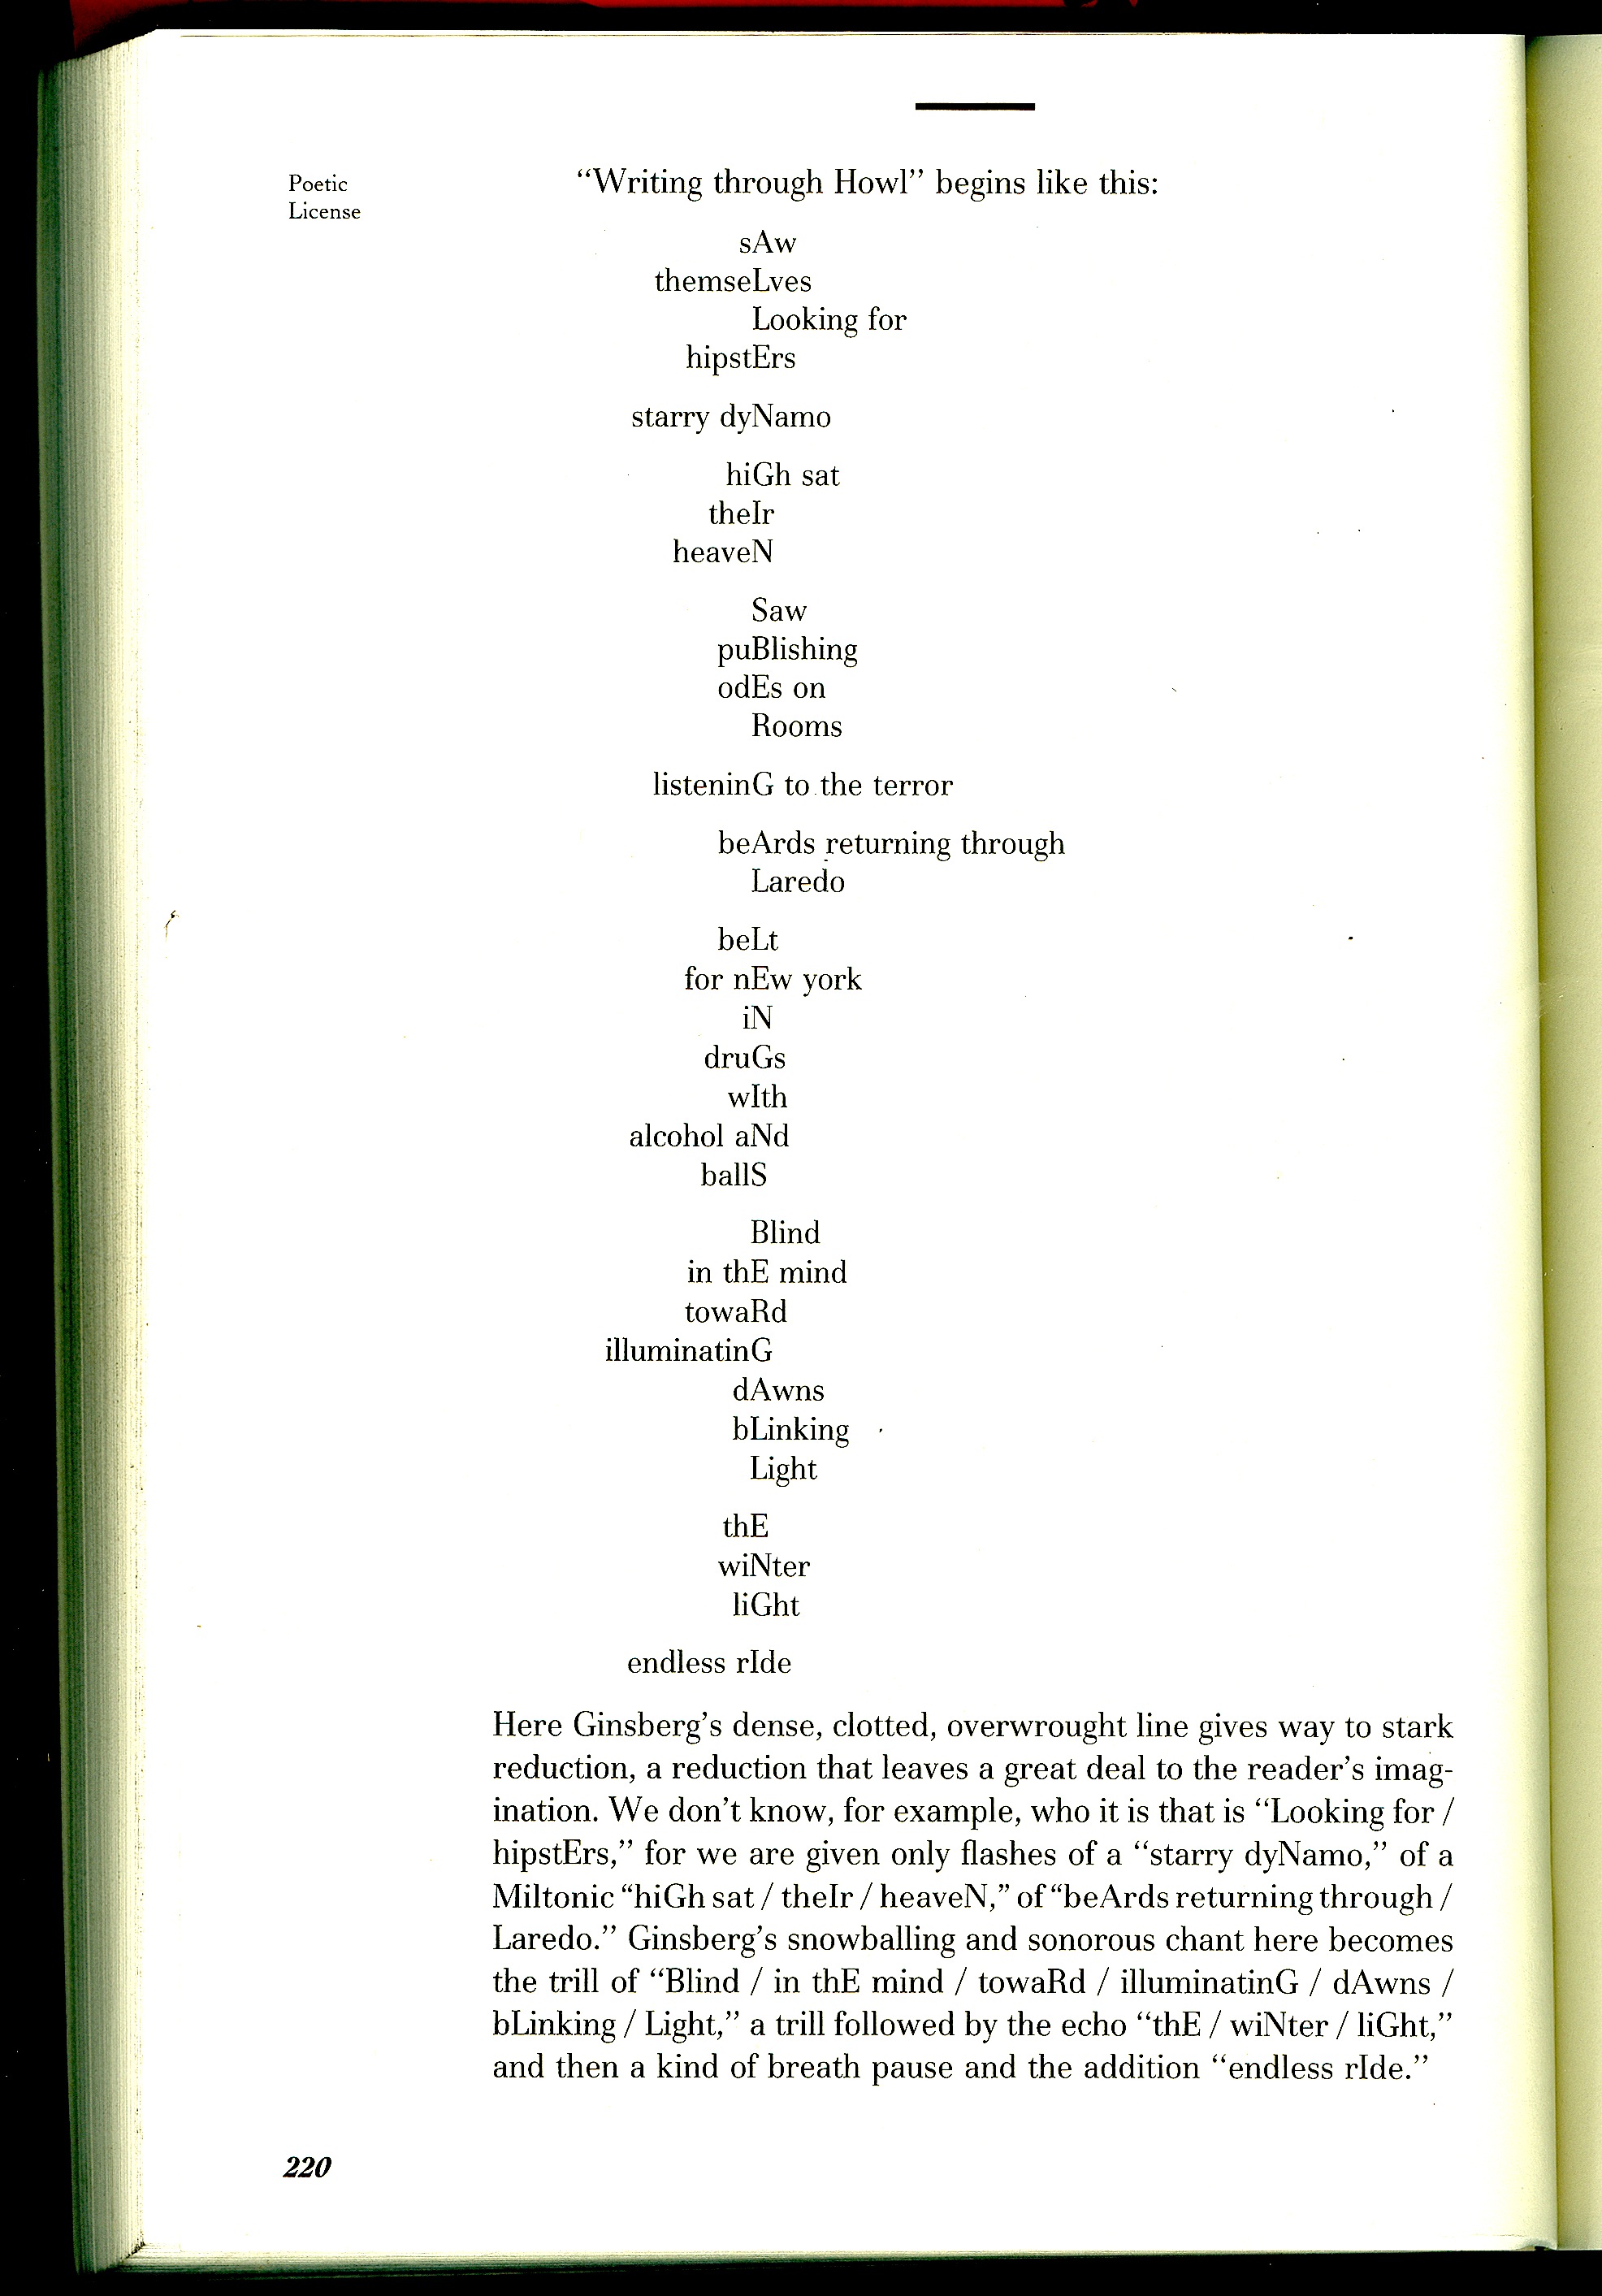 Poetic
License
“Writing through Howl” begins like this:
sAw
themseLves
Looking for
hipstErs
starry dyNamo
hiGh sat
theIr
heaveN
Saw
puBlishing
odEs on
Rooms
listeninG to the terror
beArds returning through
Laredo
beLt
for nEw york
iN
druGs
wIth
alcohol aNd
ballS
Blind
in thE mind
towaRd
illuminatinG
dAwns
bLinking
Light
thE
wiNter
liGht
endless rIde
Here Ginsberg’s dense, clotted, overwrought line gives way to stark
reduction, a reduction that leaves a great deal to the reader’s imag-
ination. We don’t know, for example, who it is that is “Looking for /
hipstErs,” for we are given only flashes of a “starry dyNamo,” of a
Miltonic “hiGh sat / theIr / heaveN,” of “beArds returning through /
Laredo.” Ginsberg’s snowballing and sonorous chant here becomes
the trill of “Blind / in thE mind / towaRd / illuminatinG / dAwns /
bLinking / Light,” a trill followed by the echo “thE / wiNter / liGht,”
and then a kind of breath pause and the addition “endless rIde.”
220